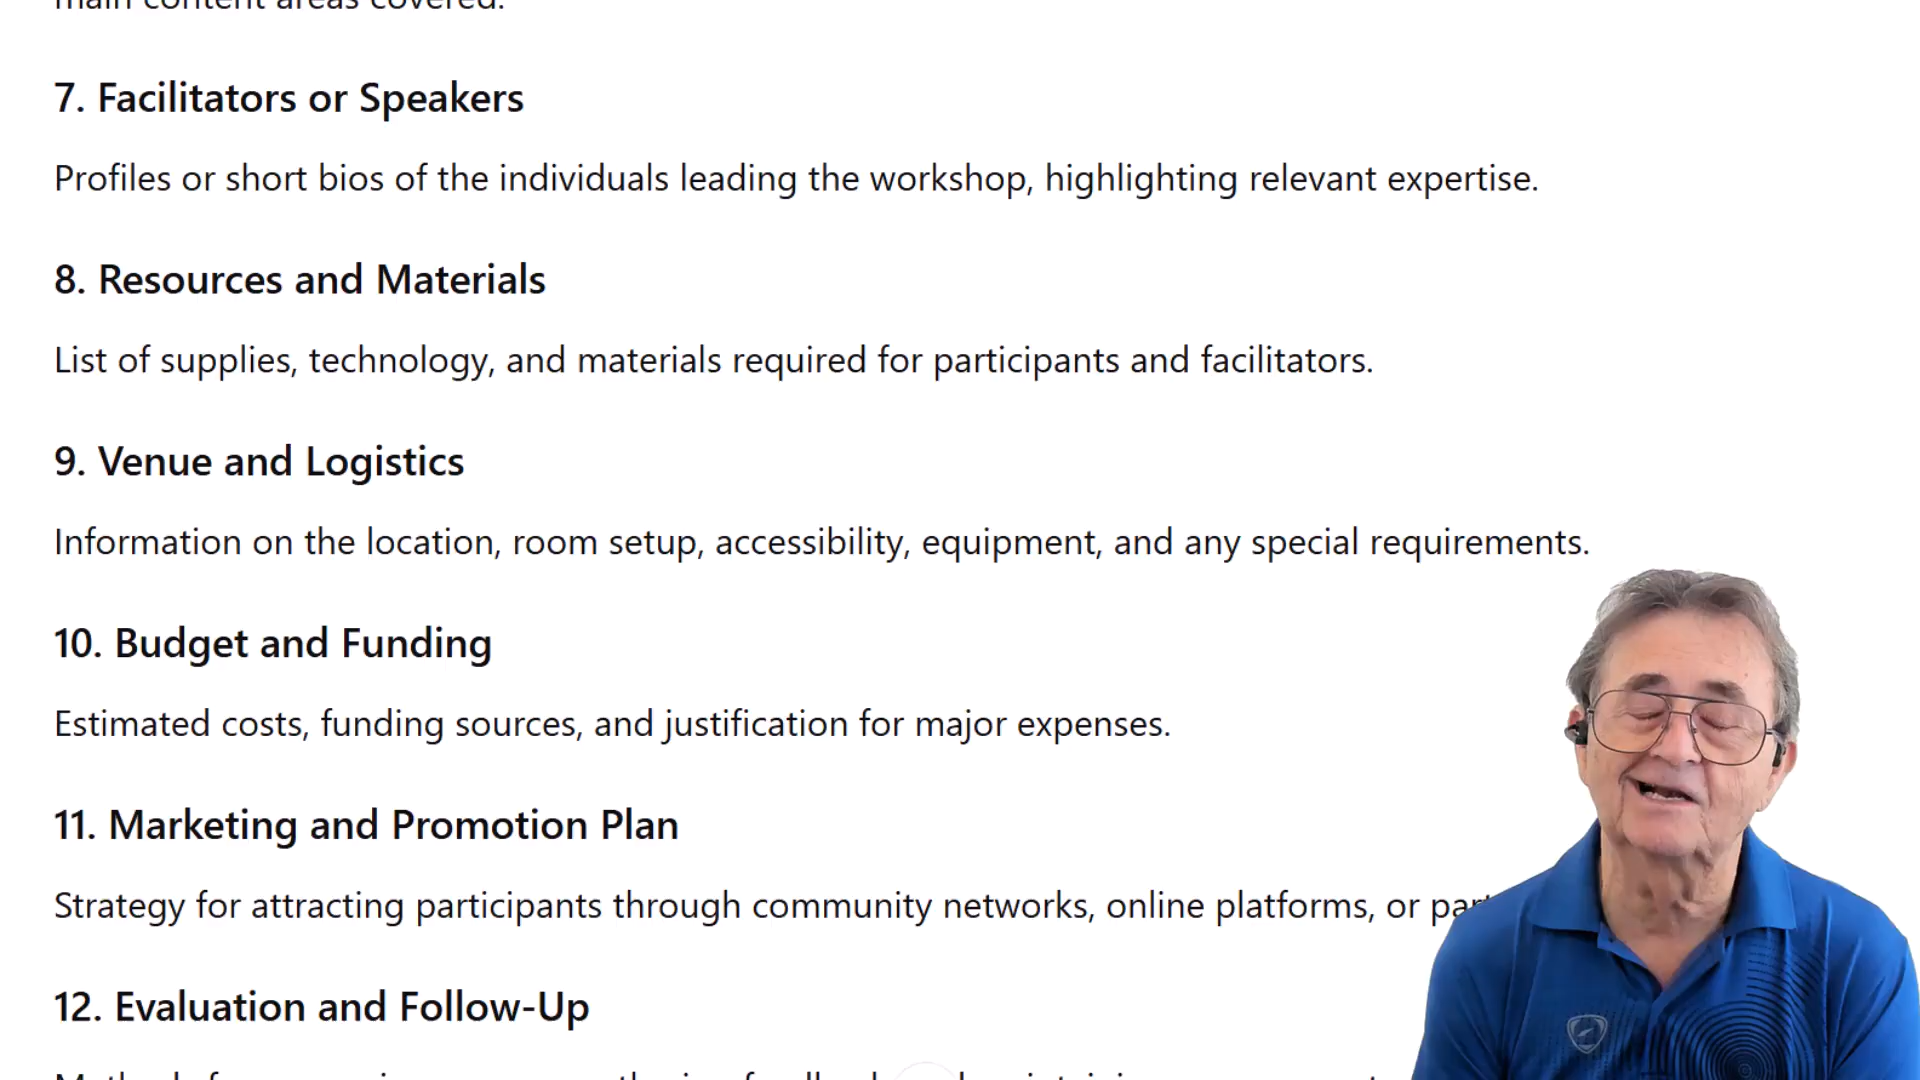 main content areas covered.
7. Facilitators or Speakers
Profiles or short bios of the individuals leading the workshop, highlighting relevant expertise.
8. Resources and Materials
List of supplies, technology, and materials required for participants and facilitators.
9. Venue and Logistics
Information on the location, room setup, accessibility, equipment, and any special requirements.
10. Budget and Funding
Estimated costs, funding sources, and justification for major expenses.
11. Marketing and Promotion Plan
Strategy for attracting participants through community networks, online platforms, or
12. Evaluation and Follow-Up